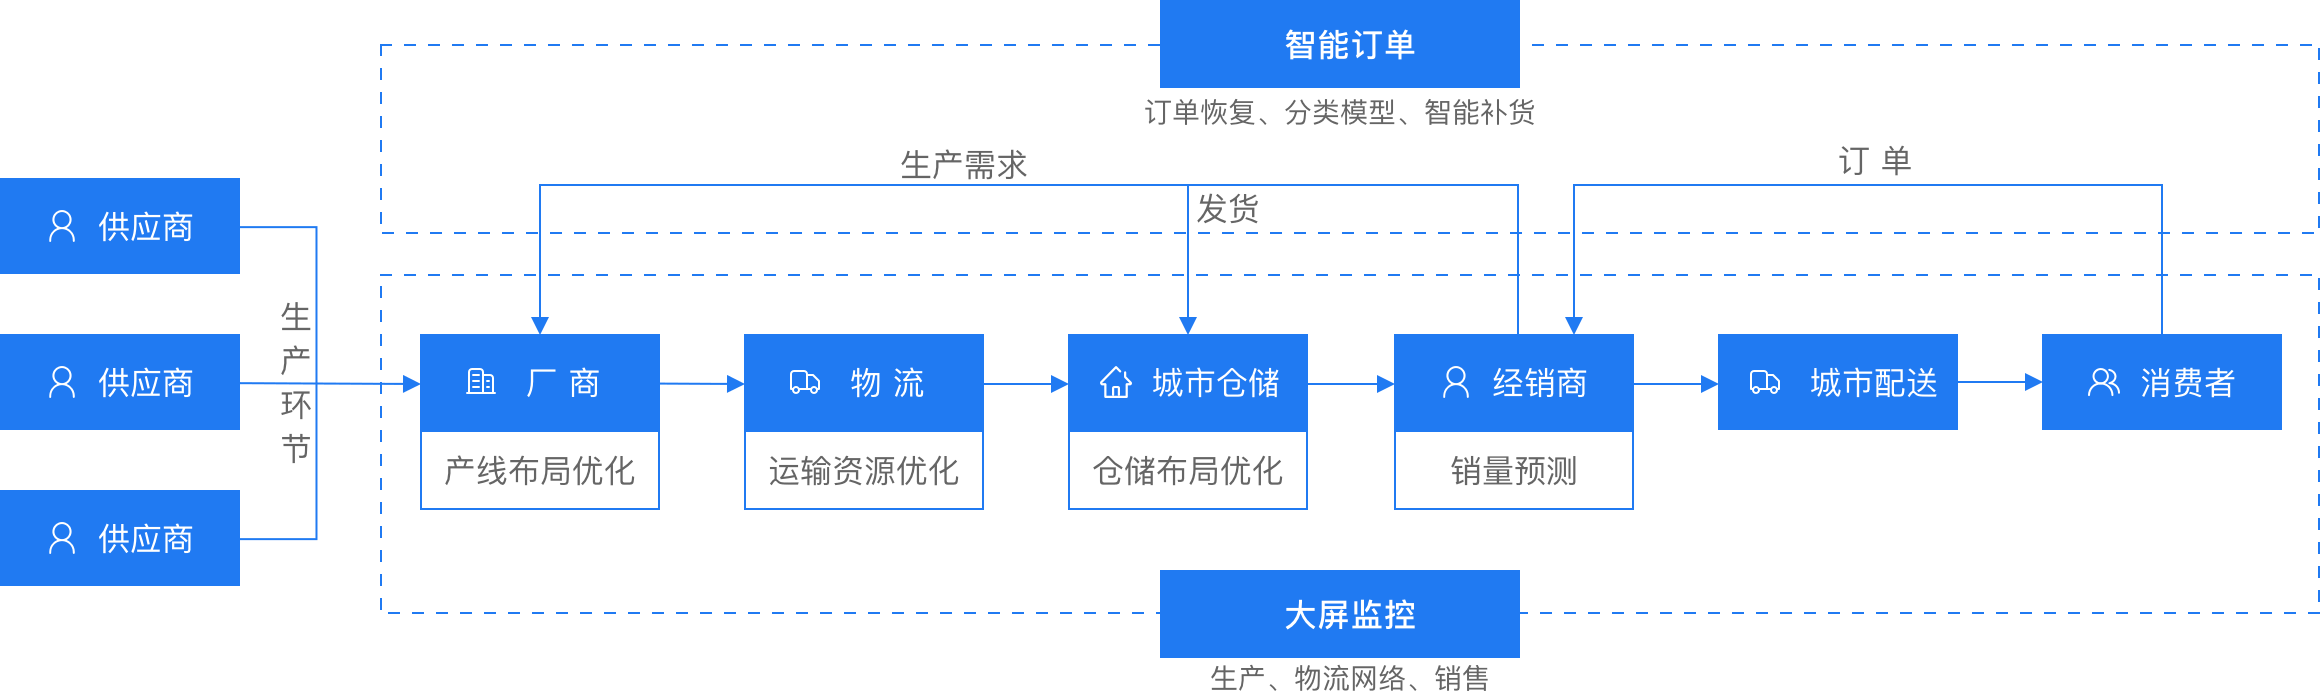 智能订单
订单恢复、分类模型、智能补货
生产需求
订 单
发货
供应商
供应商
供应商
生产环节
厂 商
产线布局优化
物 流
运输资源优化
城市仓储
仓储布局优化
经销商
销量预测
城市配送
消费者
大屏监控
生产、物流网络、销售